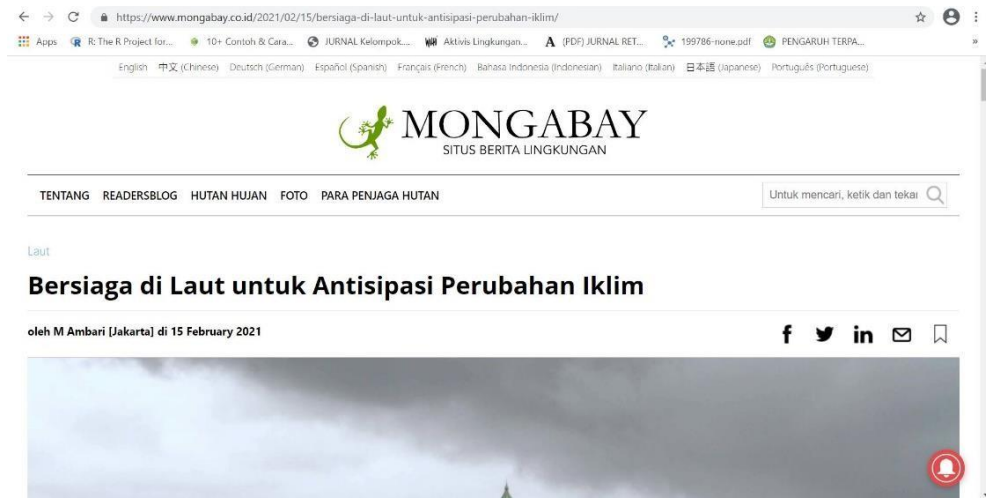 https://www.mongabay.co.id/2021/02/15/bersiaga-di-laut-untuk-antisipasi-perubahan-iklim/
Apps R: The R Project for... 10+ Contoh & Cara... JURNAL Kelompok.... Aktivis Lingkungan... A (PDF) JURNAL RET... 199786-none.pdf PENGARUH TERPA... »
English 中文 (Chinese) Deutsch (German) Español (Spanish) Français (French) Bahasa Indonesia (Indonesian) Italiano (Italian) 日本語 (Japanese) Português (Portuguese)
MONGABAY
SITUS BERITA LINGKUNGAN
TENTANG READERSBLOG HUTAN HUJAN FOTO PARA PENJAGA HUTAN Untuk mencari, ketik dan tekan
Laut
Bersiaga di Laut untuk Antisipasi Perubahan Iklim
oleh M Ambari [Jakarta] di 15 February 2021 f in